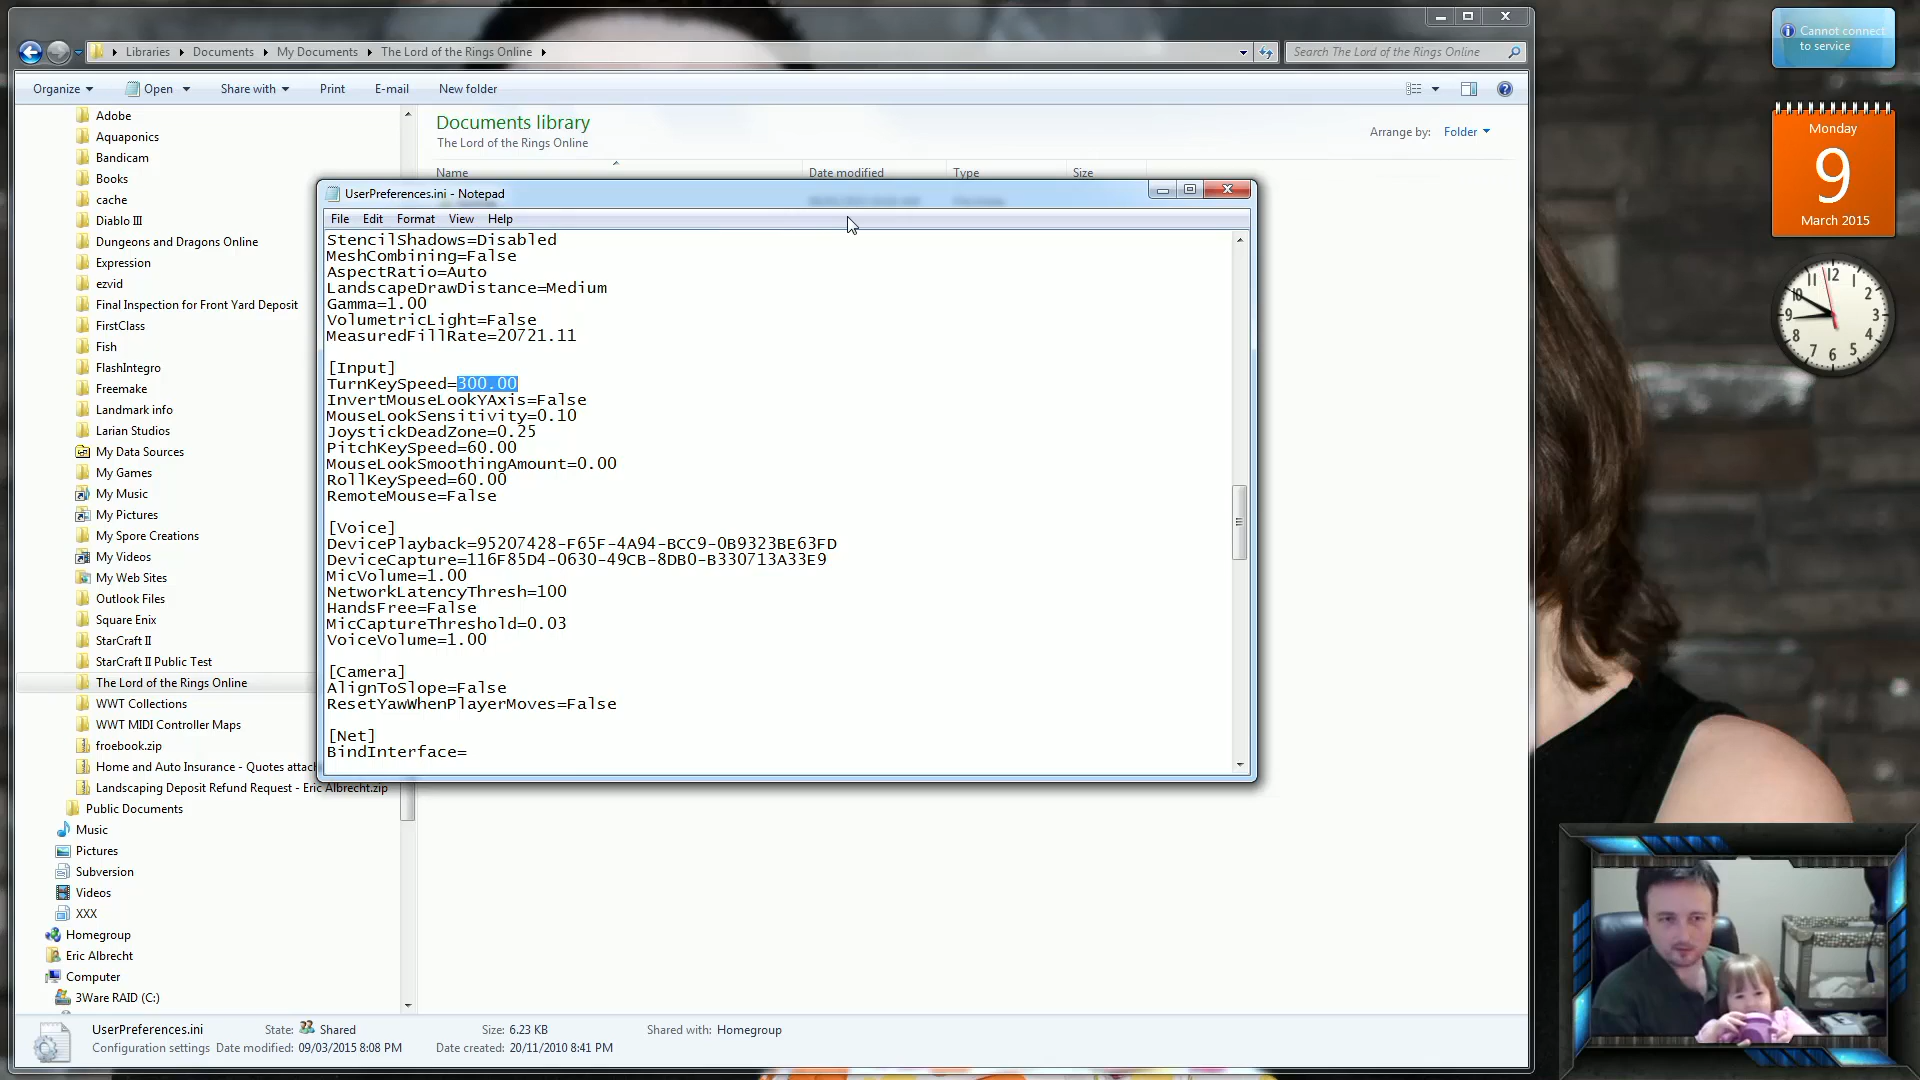 Libraries
Documents
My Documents
The Lord of the Rings Online
Search The Lord of the Rings Online
Organize
Open
Share with
Print
E-mail
New folder
Documents library
The Lord of the Rings Online
Arrange by: Folder
Name
Date modified
Type
Size
Adobe
Aquaponics
Bandicam
Books
cache
Diablo III
Dungeons and Dragons Online
Expression
ezvid
Final Inspection for Front Yard Deposit
FirstClass
Fish
FlashIntegro
Freemake
Landmark info
Larian Studios
My Data Sources
My Games
My Music
My Pictures
My Spore Creations
My Videos
My Web Sites
Outlook Files
Square Enix
StarCraft II
StarCraft II Public Test
The Lord of the Rings Online
WWT Collections
WWT MIDI Controller Maps
froebook.zip
Home and Auto Insurance - Quotes attac
Landscaping Deposit Refund Request - Eric Albrecht.zip
Public Documents
Music
Pictures
Subversion
Videos
XXX
Homegroup
Eric Albrecht
Computer
3Ware RAID (C:)
UserPreferences.ini - Notepad
File
Edit
Format
View
Help
StencilShadows=Disabled
MeshCombining=False
AspectRatio=Auto
LandscapeDrawDistance=Medium
Gamma=1.00
VolumetricLight=False
MeasuredFillRate=20721.11
[Input]
TurnKeySpeed=300.00
InvertMouseLookYAxis=False
MouseLookSensitivity=0.10
JoystickDeadZone=0.25
PitchKeySpeed=60.00
MouseLookSmoothingAmount=0.00
RollKeySpeed=60.00
RemoteMouse=False
[Voice]
DevicePlayback=95207428-F65F-4A94-BCC9-0B9323BE63FD
DeviceCapture=116F85D4-0630-49CB-8DB0-B330713A33E9
MicVolume=1.00
NetworkLatencyThresh=100
HandsFree=False
MicCaptureThreshold=0.03
VoiceVolume=1.00
[Camera]
AlignToSlope=False
ResetYawWhenPlayerMoves=False
[Net]
BindInterface=
UserPreferences.ini
State: Shared
Size: 6.23 KB
Shared with: Homegroup
Configuration settings
Date modified: 09/03/2015 8:08 PM
Date created: 20/11/2010 8:41 PM
Cannot connect
to service
Monday
9
March 2015
12
1
2
3
4
5
6
7
8
9
10
11